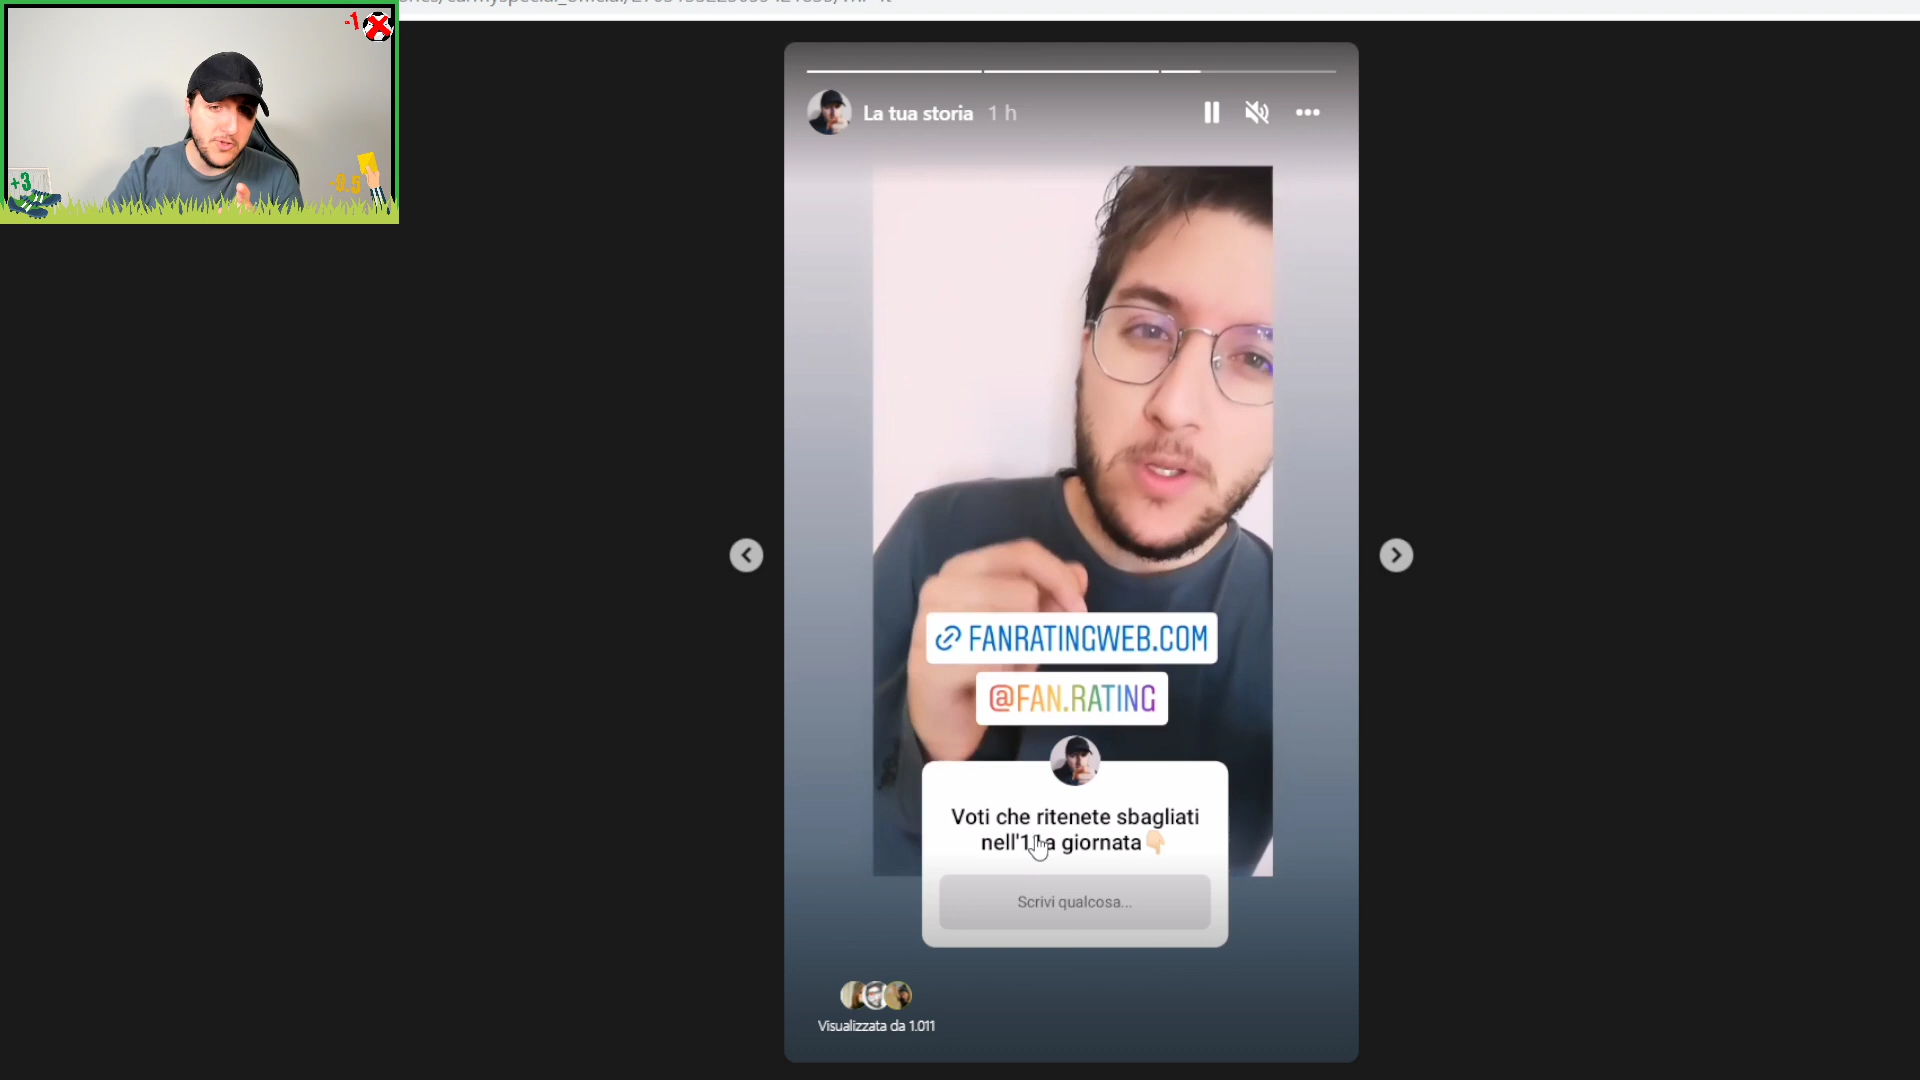 -1
+3
-0.5
La tua storia 1 h
FANRATINGWEB.COM
@FAN.RATING
Voti che ritenete sbagliati
giornata
Scrivi qualcosa...
Visualizzata da 1.011